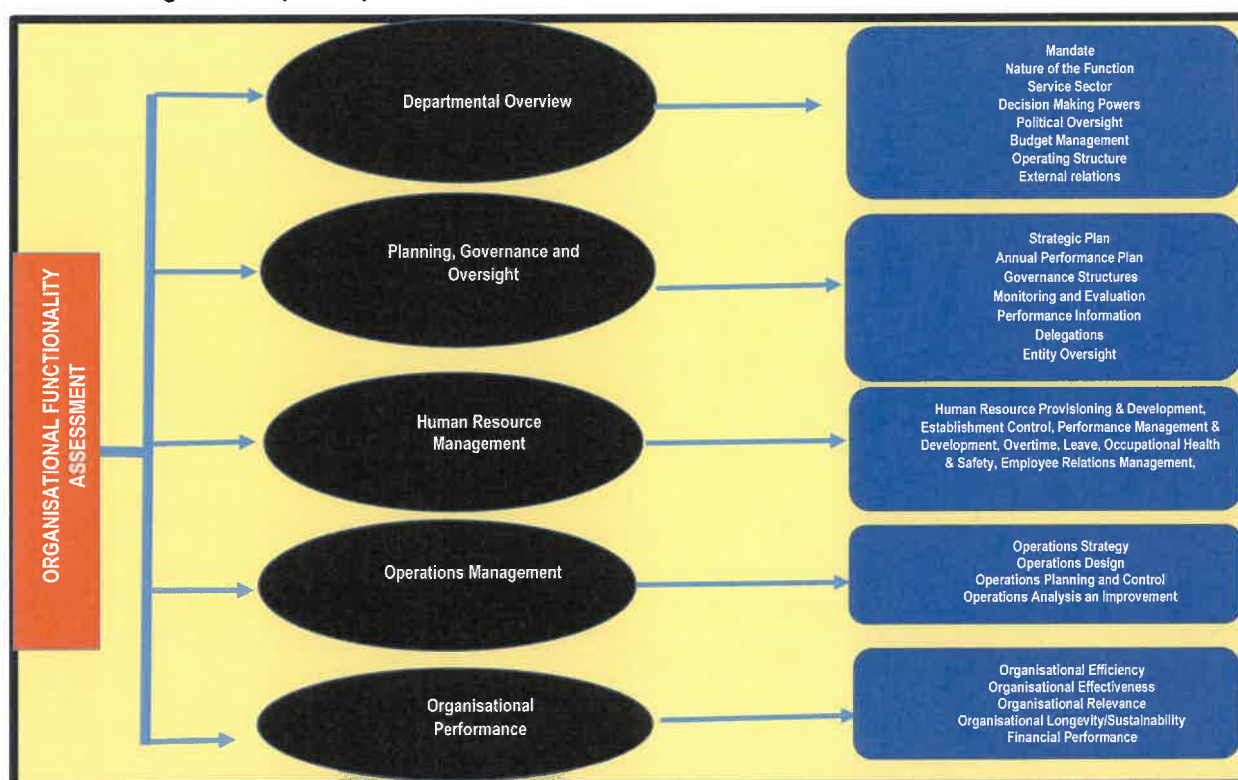 ORGANISATIONAL FUNCTIONALITY
ASSESSMENT
Departmental Overview
Mandate
Nature of the Function
Service Sector
Decision Making Powers
Political Oversight
Budget Management
Operating Structure
External relations
Planning, Governance and
Oversight
Strategic Plan
Annual Performance Plan
Governance Structures
Monitoring and Evaluation
Performance Information
Delegations
Entity Oversight
Human Resource
Management
Human Resource Provisioning & Development,
Establishment Control, Performance Management &
Development, Overtime, Leave, Occupational Health
& Safety, Employee Relations Management,
Operations Management
Operations Strategy
Operations Design
Operations Planning and Control
Operations Analysis an Improvement
Organisational
Performance
Organisational Efficiency
Organisational Effectiveness
Organisational Relevance
Organisational Longevity/Sustainability
Financial Performance